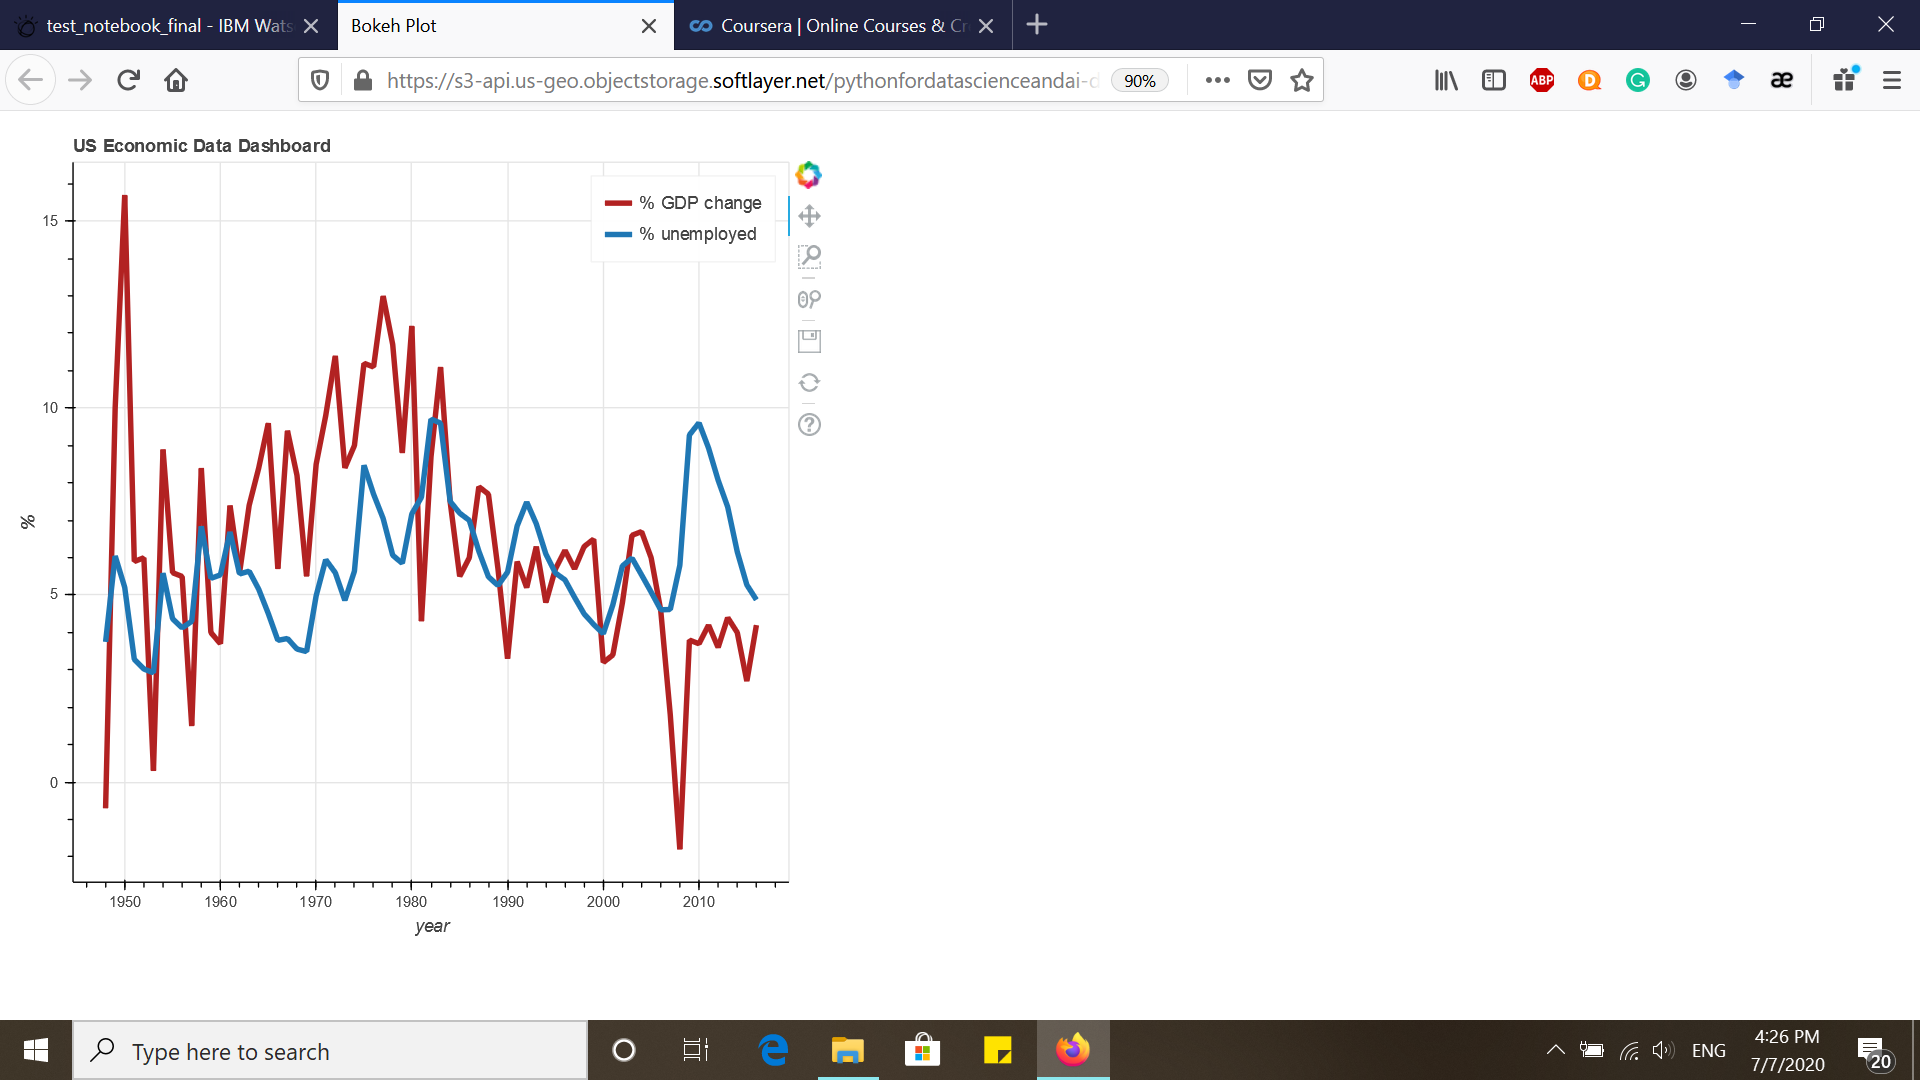 test_notebook_final - IBM Wats
Bokeh Plot
Coursera | Online Courses & Cr
https://s3-api.us-geo.objectstorage.softlayer.net/pythonfordatascienceandai-d
90%
ABP
D
G
æ
US Economic Data Dashboard
% GDP change
% unemployed
15
10
5
0
%
1950 1960 1970 1980 1990 2000 2010
year
?
Type here to search
ENG
4:26 PM
7/7/2020
20